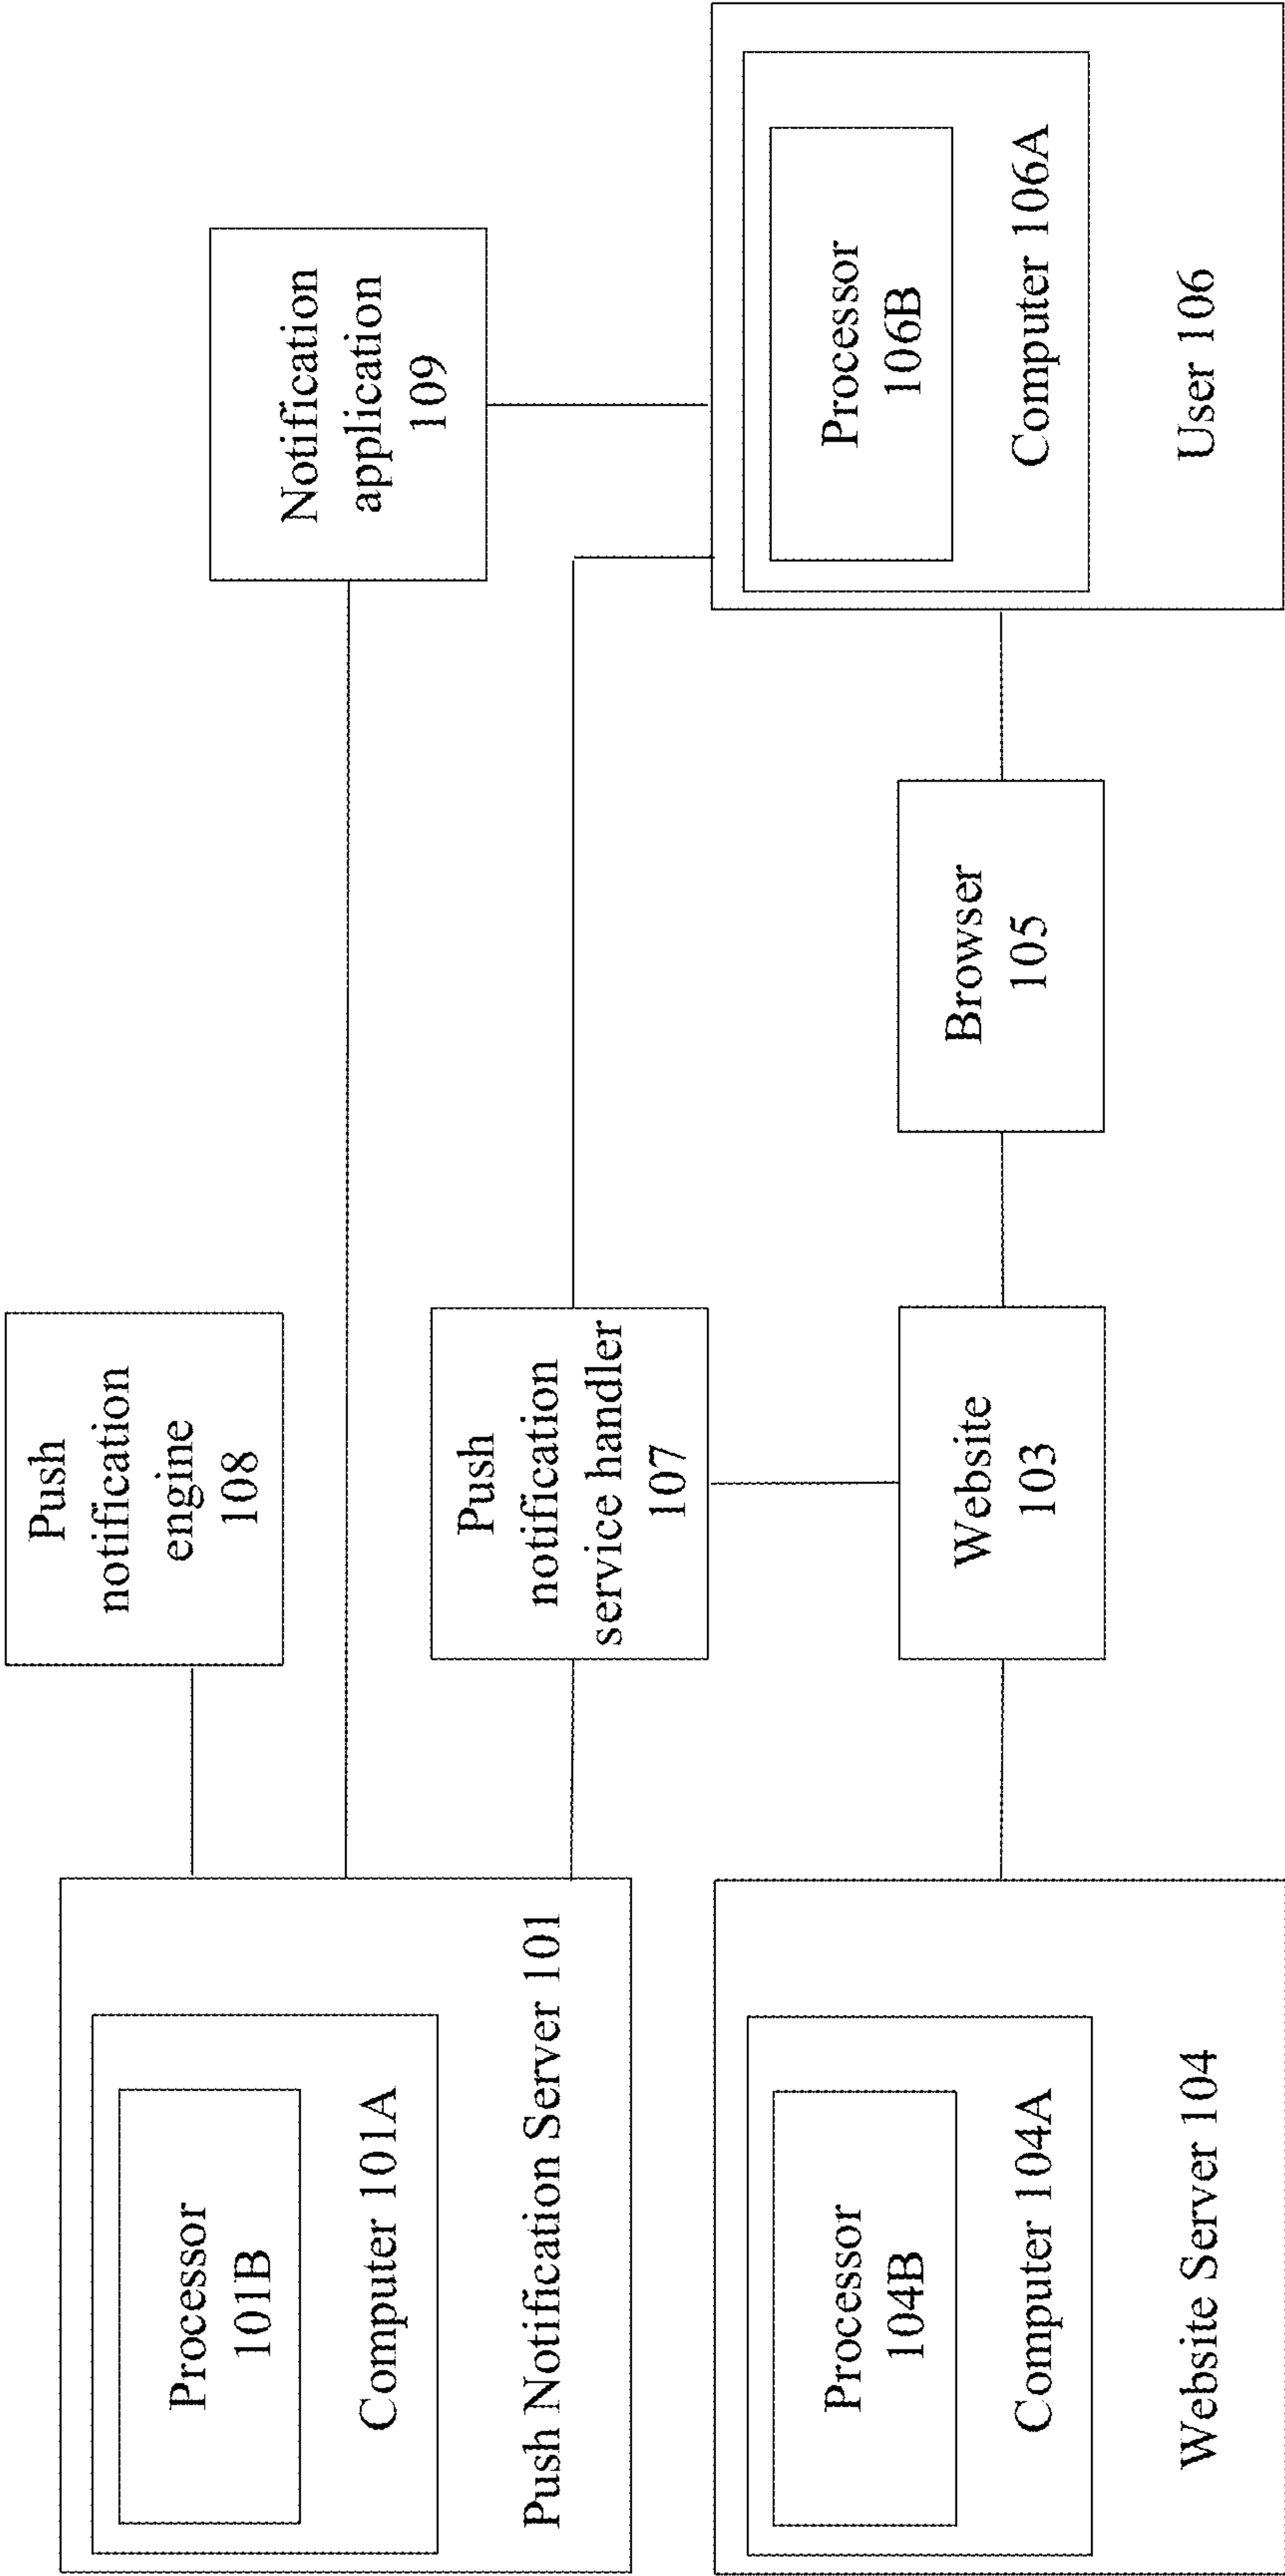 Push
notification
engine
108
Processor
101B
Computer 101A
Push Notification Server 101
Notification
application
109
Push
notification
service handler
107
Processor
104B
Computer 104A
Website Server 104
Website
103
Browser
105
Processor
106B
Computer 106A
User 106